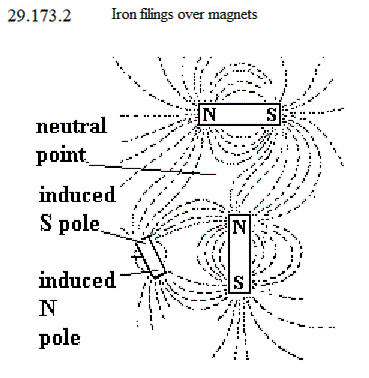 29.173.2 Iron filings over magnets
N S
neutral
point
induced
S pole
N
S
induced
N
pole